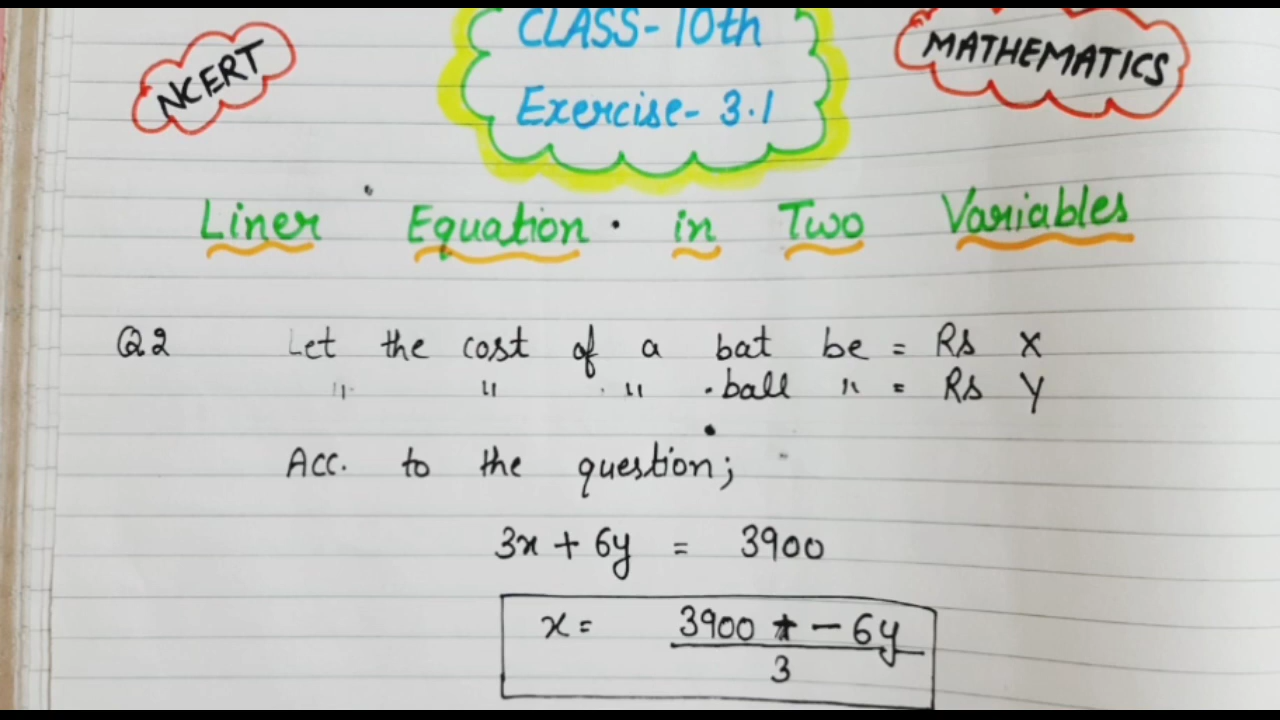 NCERT
CLASS-10th
Exercise-3.1
MATHEMATICS
Liner Equation in Two Variables
Q2 Let the cost of a bat be = Rs x
" " " ball " = Rs y
Acc. to the question;
3x + 6y = 3900
x = 3900 - 6y
3